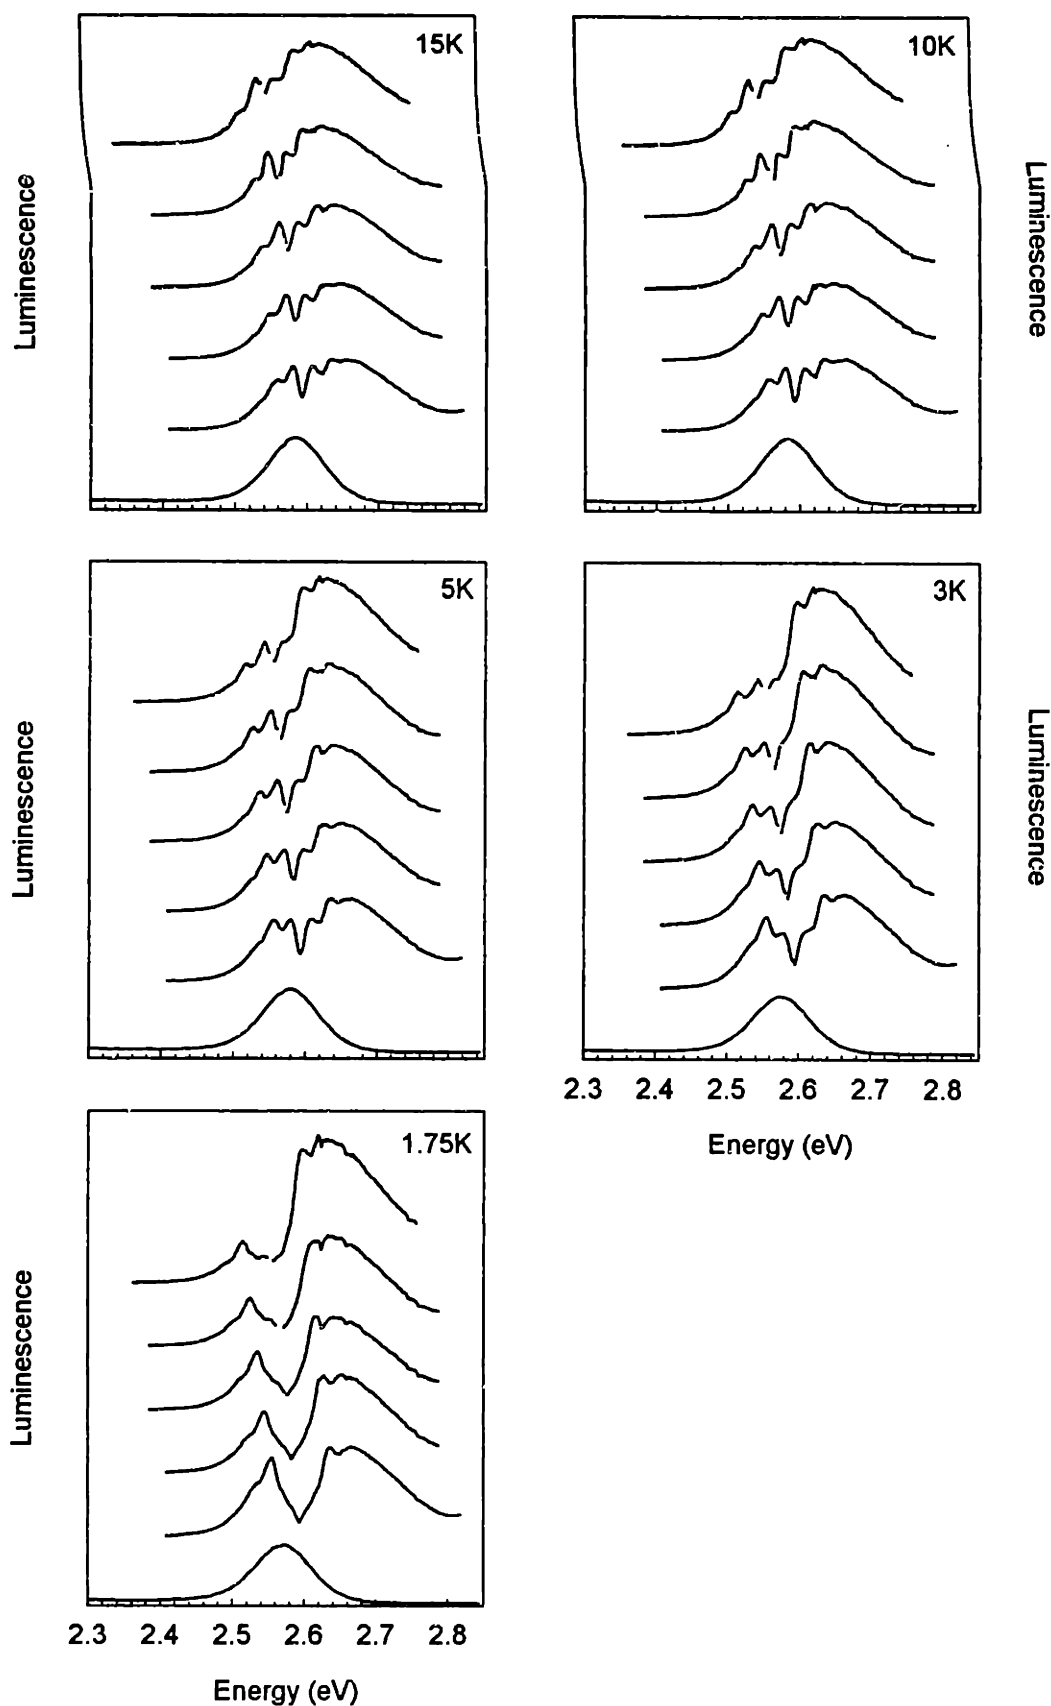 15K
10K
Luminescence
Luminescence
5K
3K
Luminescence
Luminescence
2.3 2.4 2.5 2.6 2.7 2.8
Energy (eV)
1.75K
Luminescence
2.3 2.4 2.5 2.6 2.7 2.8
Energy (eV)